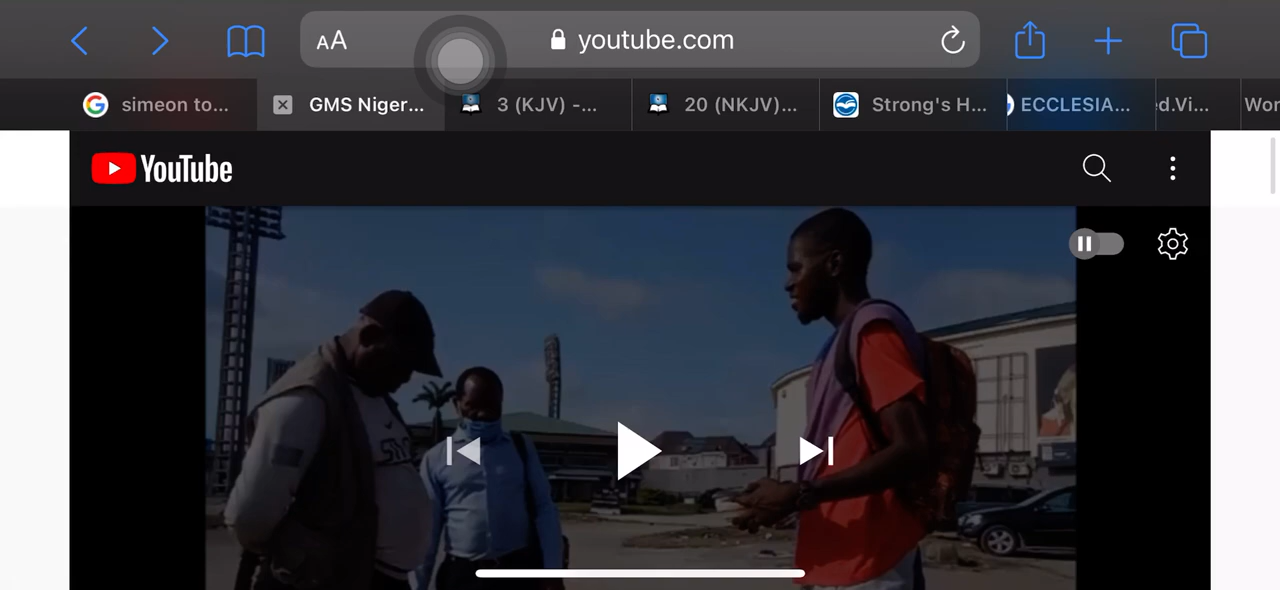 AA youtube.com
simeon to... GMS Niger... 3 (KJV) -... 20 (NKJV)... Strong's H... ECCLESIA... d.Vi... Wor
YouTube